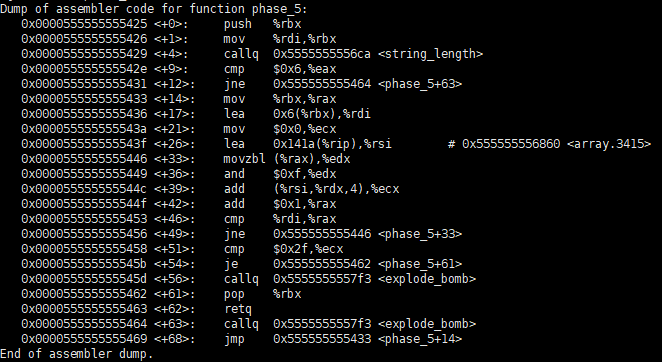 Dump of assembler code for function phase_5:
0x0000555555555425 <+0>: push %rbx
0x0000555555555426 <+1>: mov %rdi,%rbx
0x0000555555555429 <+4>: callq 0x5555555556ca <string_length>
0x000055555555542e <+9>: cmp $0x6,%eax
0x0000555555555431 <+12>: jne 0x555555555464 <phase_5+63>
0x0000555555555433 <+14>: mov %rbx,%rax
0x0000555555555436 <+17>: lea 0x6(%rbx),%rdi
0x000055555555543a <+21>: mov $0x0,%ecx
0x000055555555543f <+26>: lea 0x141a(%rip),%rsi # 0x555555556860 <array.3415>
0x0000555555555446 <+33>: movzbl (%rax),%edx
0x0000555555555449 <+36>: and $0xf,%edx
0x000055555555544c <+39>: add (%rsi,%rdx,4),%ecx
0x000055555555544f <+42>: add $0x1,%rax
0x0000555555555453 <+46>: cmp %rdi,%rax
0x0000555555555456 <+49>: jne 0x555555555446 <phase_5+33>
0x0000555555555458 <+51>: cmp $0x2f,%ecx
0x000055555555545b <+54>: je 0x555555555462 <phase_5+61>
0x000055555555545d <+56>: callq 0x5555555557f3 <explode_bomb>
0x0000555555555462 <+61>: pop %rbx
0x0000555555555463 <+62>: retq
0x0000555555555464 <+63>: callq 0x5555555557f3 <explode_bomb>
0x0000555555555469 <+68>: jmp 0x555555555433 <phase_5+14>
End of assembler dump.